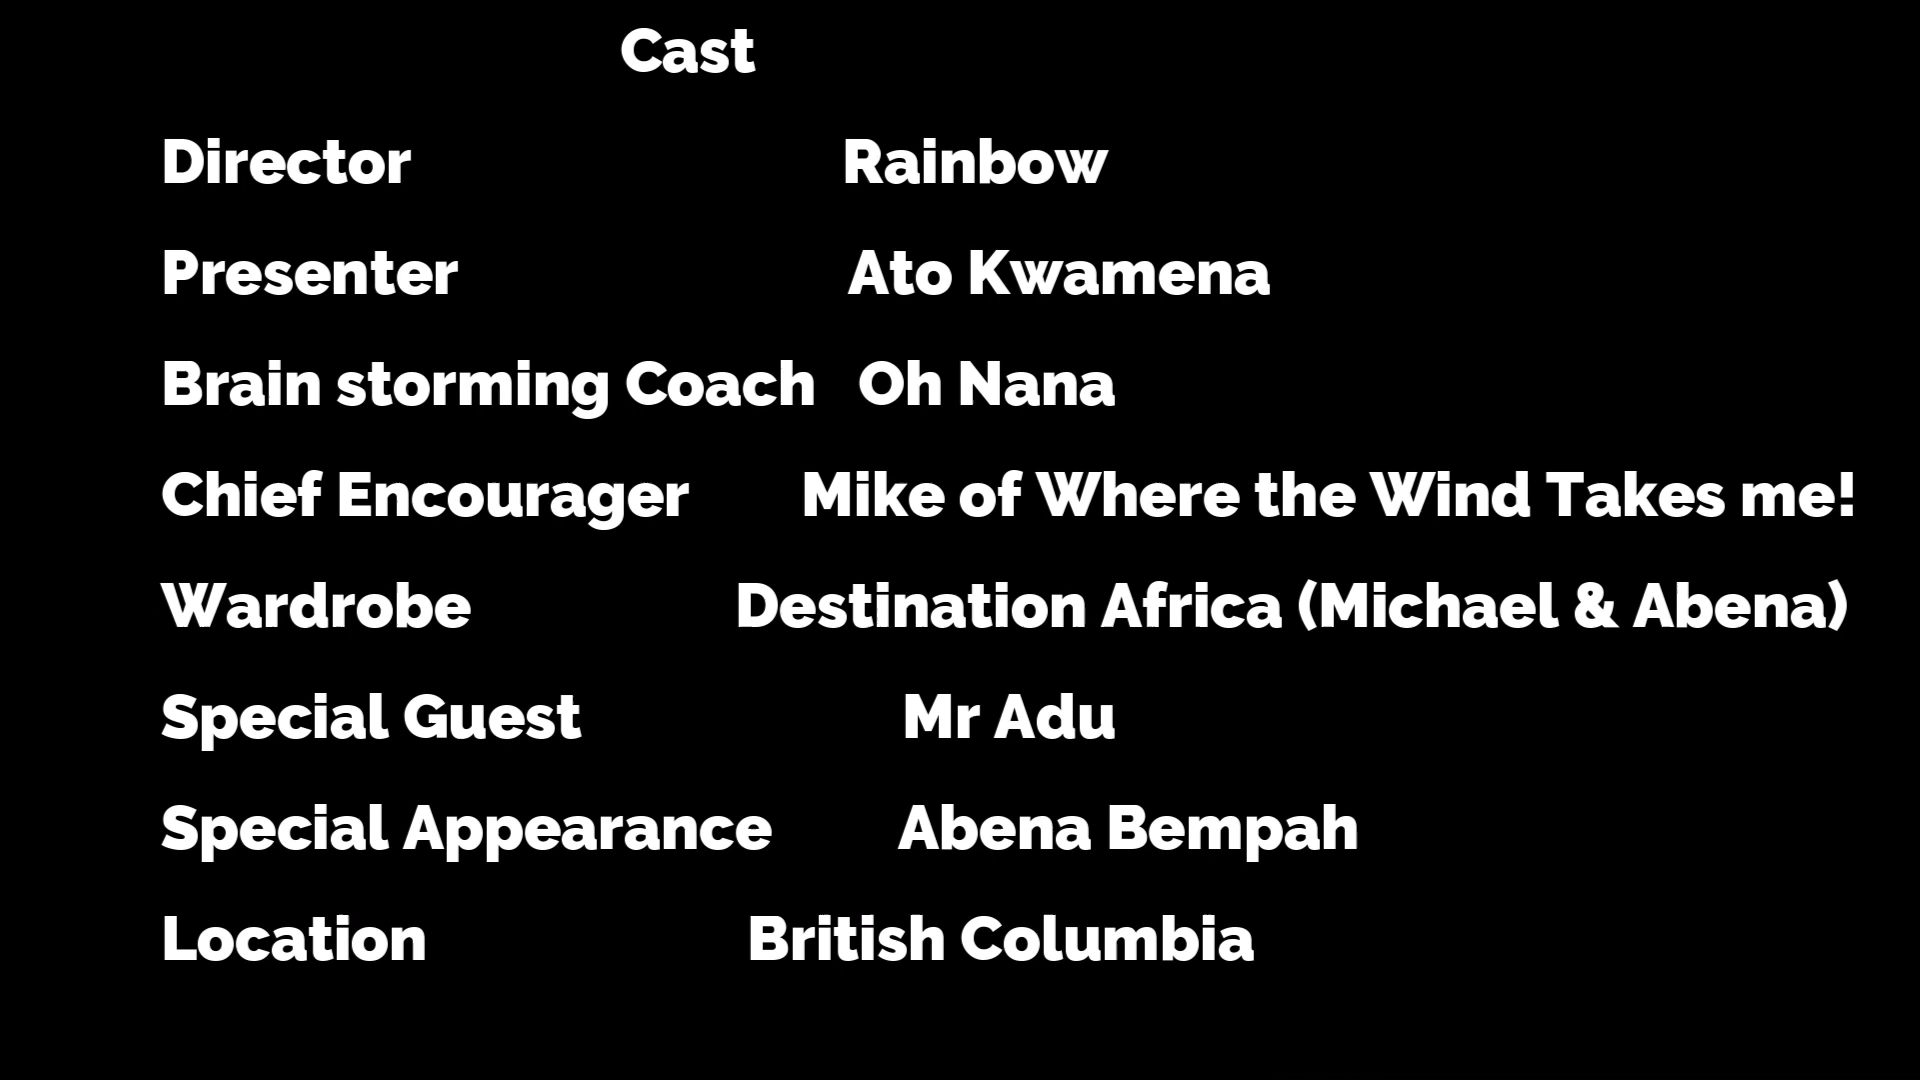 Cast
Director Rainbow
Presenter Ato Kwamena
Brain storming Coach Oh Nana
Chief Encourager Mike of Where the Wind Takes me!
Wardrobe Destination Africa (Michael & Abena)
Special Guest Mr Adu
Special Appearance Abena Bempah
Location British Columbia